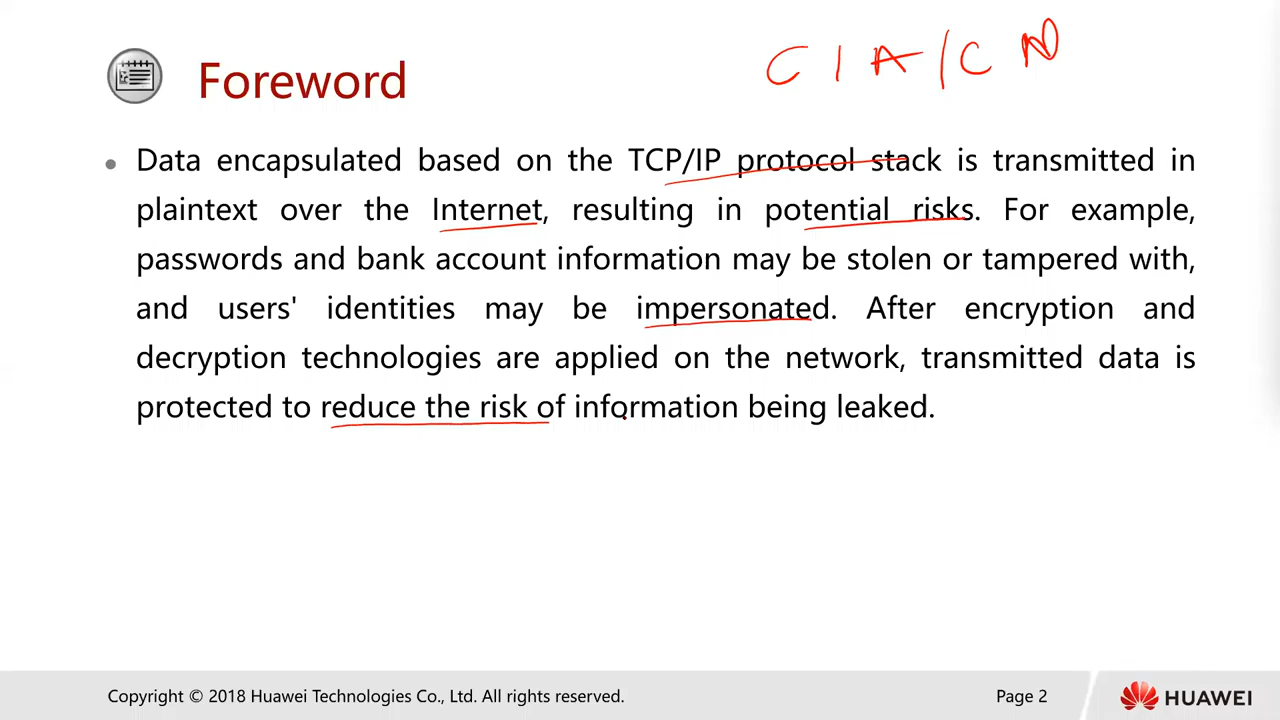 C I A / C N
Foreword
• Data encapsulated based on the TCP/IP protocol stack is transmitted in
plaintext over the Internet, resulting in potential risks. For example,
passwords and bank account information may be stolen or tampered with,
and users' identities may be impersonated. After encryption and
decryption technologies are applied on the network, transmitted data is
protected to reduce the risk of information being leaked.
Copyright © 2018 Huawei Technologies Co., Ltd. All rights reserved.
Page 2
HUAWEI